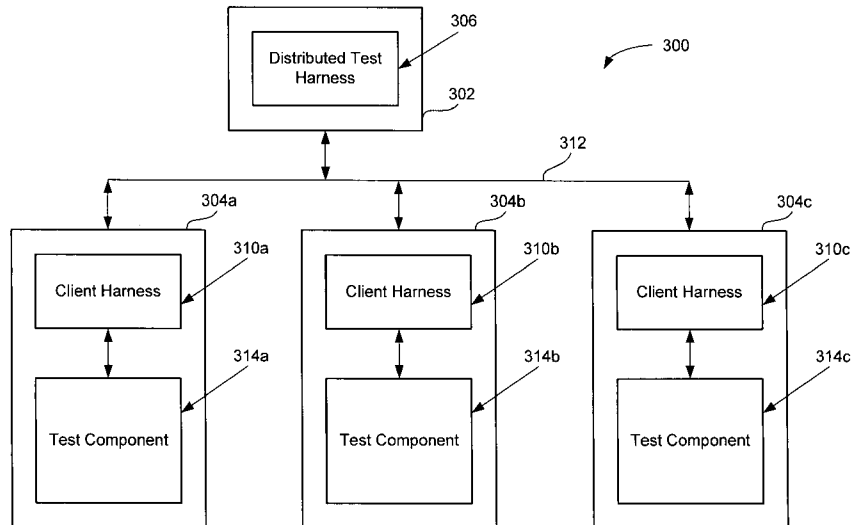 306
Distributed Test
Harness
300
302
312
304a
304b
304c
310a
310b
310c
Client Harness
Client Harness
Client Harness
314a
314b
314c
Test Component
Test Component
Test Component